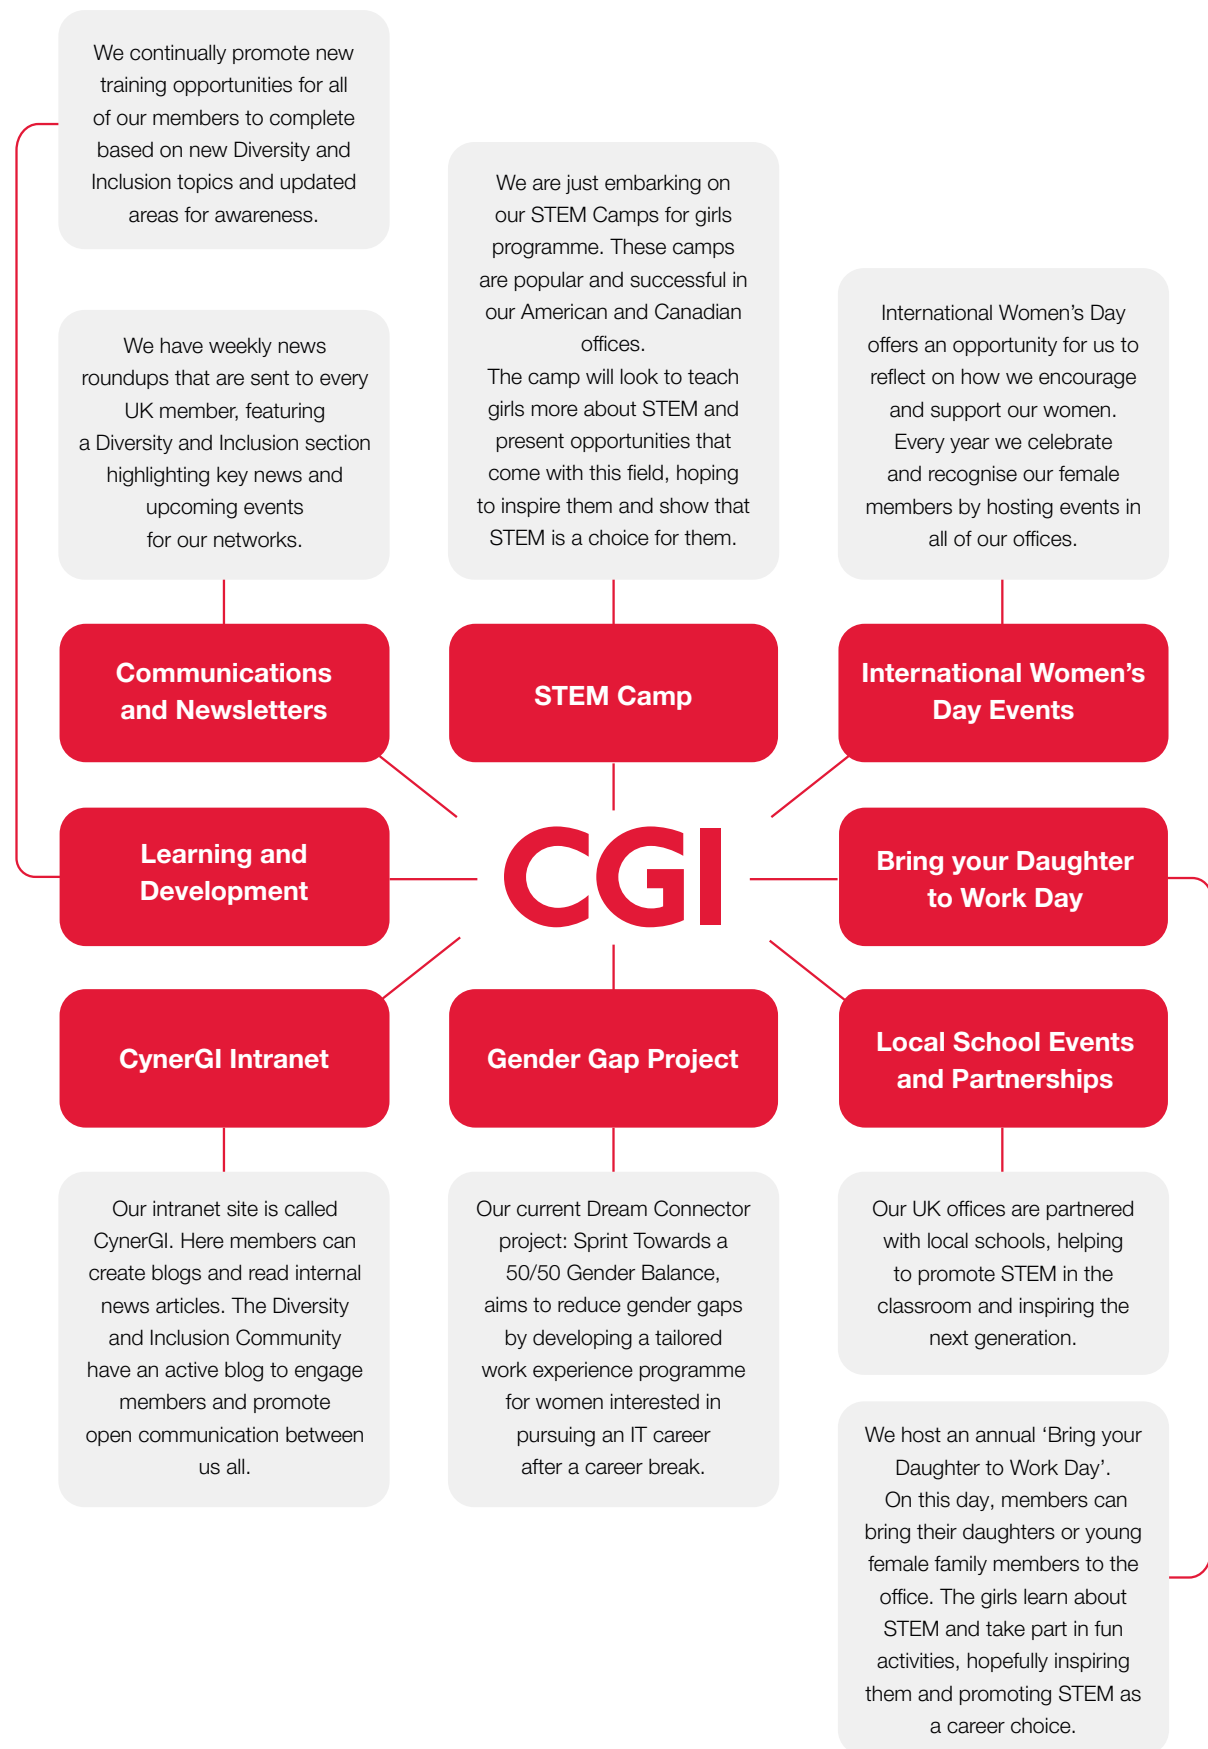 We continually promote new
training opportunities for all
of our members to complete
based on new Diversity and
Inclusion topics and updated
areas for awareness.
We have weekly news
roundups that are sent to every
UK member, featuring
a Diversity and Inclusion section
highlighting key news and
upcoming events
for our networks.
We are just embarking on
our STEM Camps for girls
programme. These camps
are popular and successful in
our American and Canadian
offices.
The camp will look to teach
girls more about STEM and
present opportunities that
come with this field, hoping
to inspire them and show that
STEM is a choice for them.
International Women's Day
offers an opportunity for us to
reflect on how we encourage
and support our women.
Every year we celebrate
and recognise our female
members by hosting events in
all of our offices.
Communications
and Newsletters
STEM Camp
International Women's
Day Events
Learning and
Development
CGI
Bring your Daughter
to Work Day
CynerGI Intranet
Gender Gap Project
Local School Events
and Partnerships
Our intranet site is called
CynerGI. Here members can
create blogs and read internal
news articles. The Diversity
and Inclusion Community
have an active blog to engage
members and promote
open communication between
us all.
Our current Dream Connector
project: Sprint Towards a
50/50 Gender Balance,
aims to reduce gender gaps
by developing a tailored
work experience programme
for women interested in
pursuing an IT career
after a career break.
Our UK offices are partnered
with local schools, helping
to promote STEM in the
classroom and inspiring the
next generation.
We host an annual ‘Bring your
Daughter to Work Day’.
On this day, members can
bring their daughters or young
female family members to the
office. The girls learn about
STEM and take part in fun
activities, hopefully inspiring
them and promoting STEM as
a career choice.